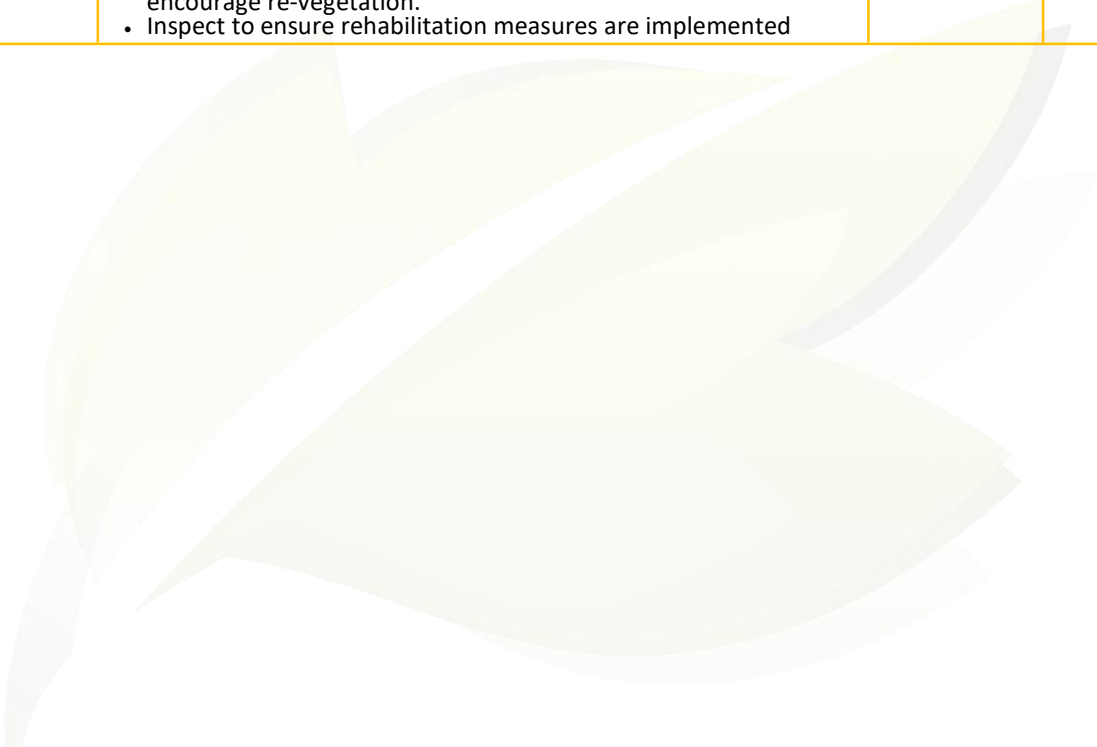 encourage re-vegetation.
• Inspect to ensure rehabilitation measures are implemented